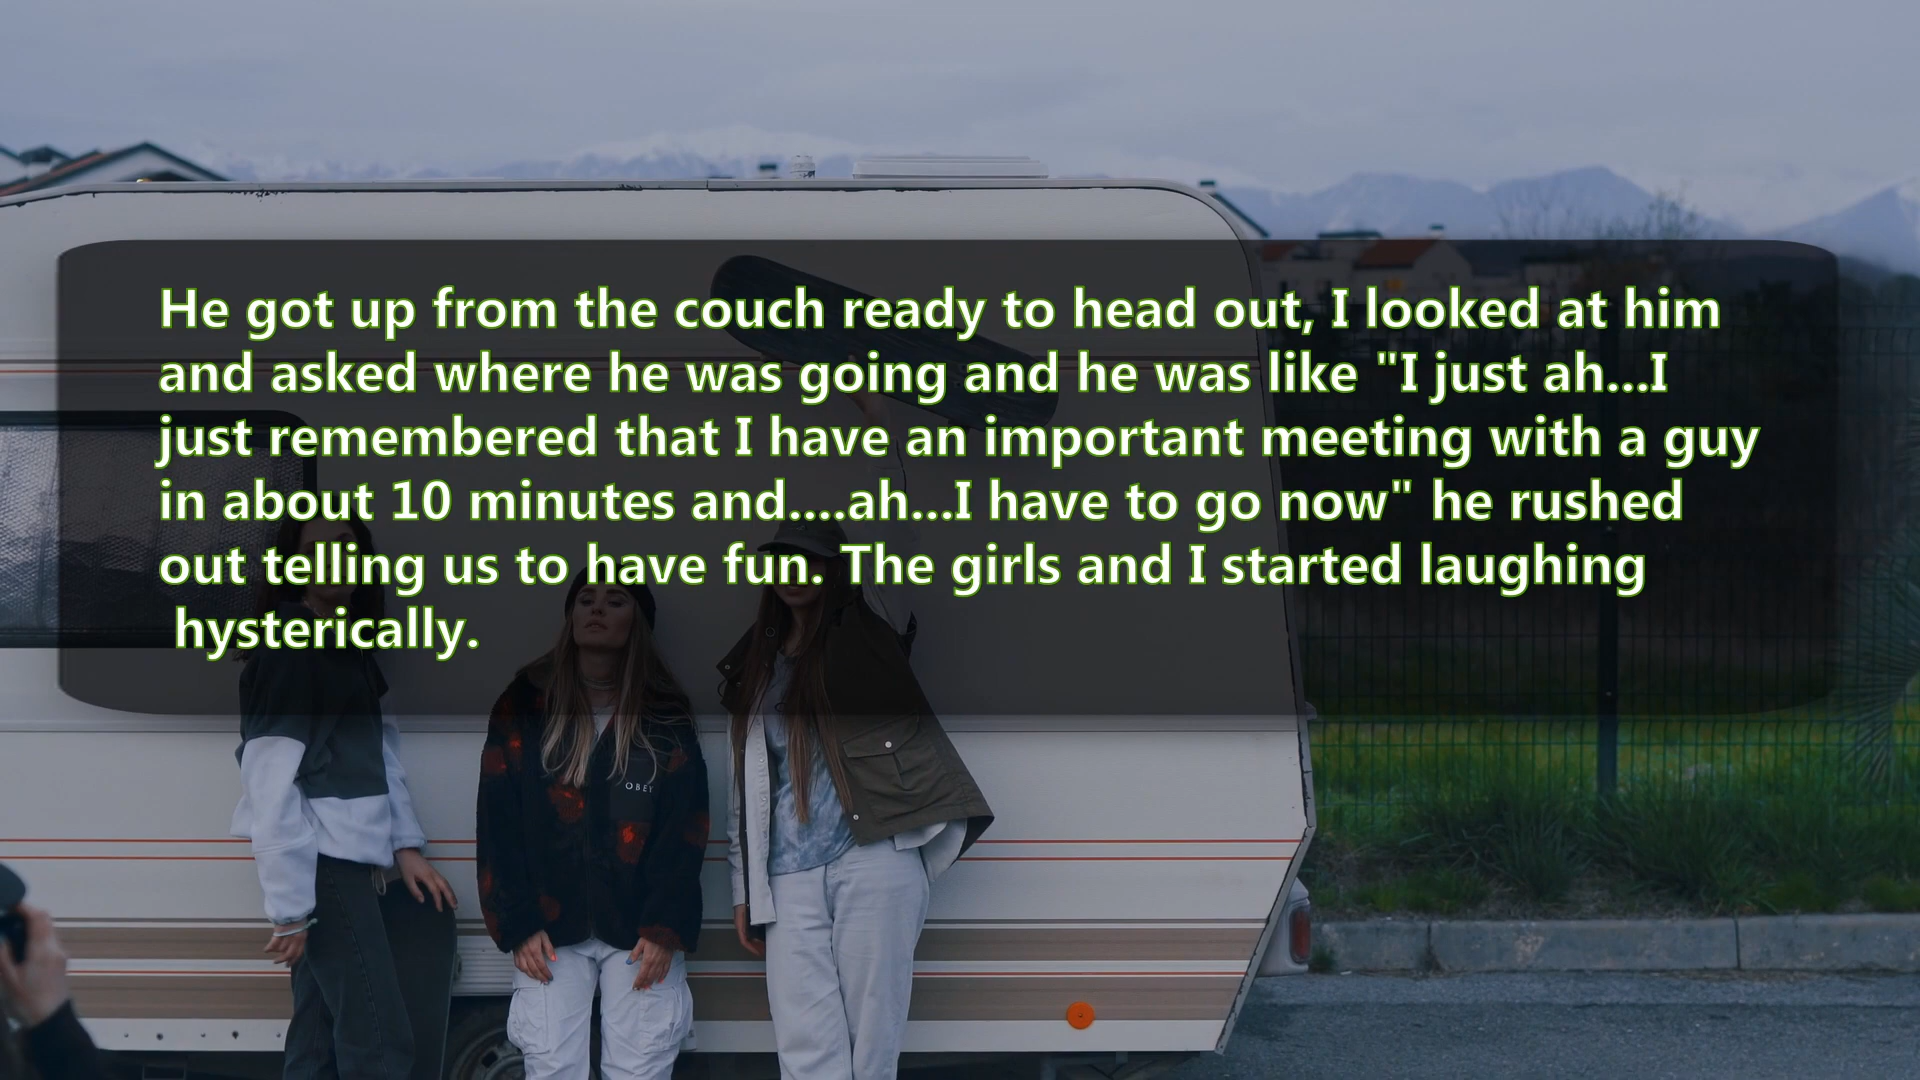 He got up from the couch ready to head out, I looked at him
and asked where he was going and he was like "I just ah...I
just remembered that I have an important meeting with a guy
in about 10 minutes and....ah...I have to go now" he rushed
out telling us to have fun. The girls and I started laughing
hysterically.
OBEY